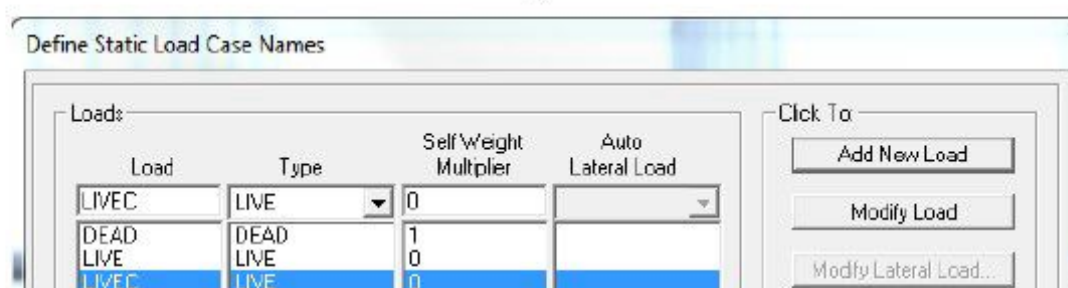 Define Static Load Case Names
Loads
Click To:
Load
Type
Self Weight
Multiplier
Auto
Lateral Load
Add New Load
LIVEC LIVE 0
Modify Load
DEAD DEAD 1
LIVE LIVE 0
Modify Lateral Load...
LIVEC LIVE 0